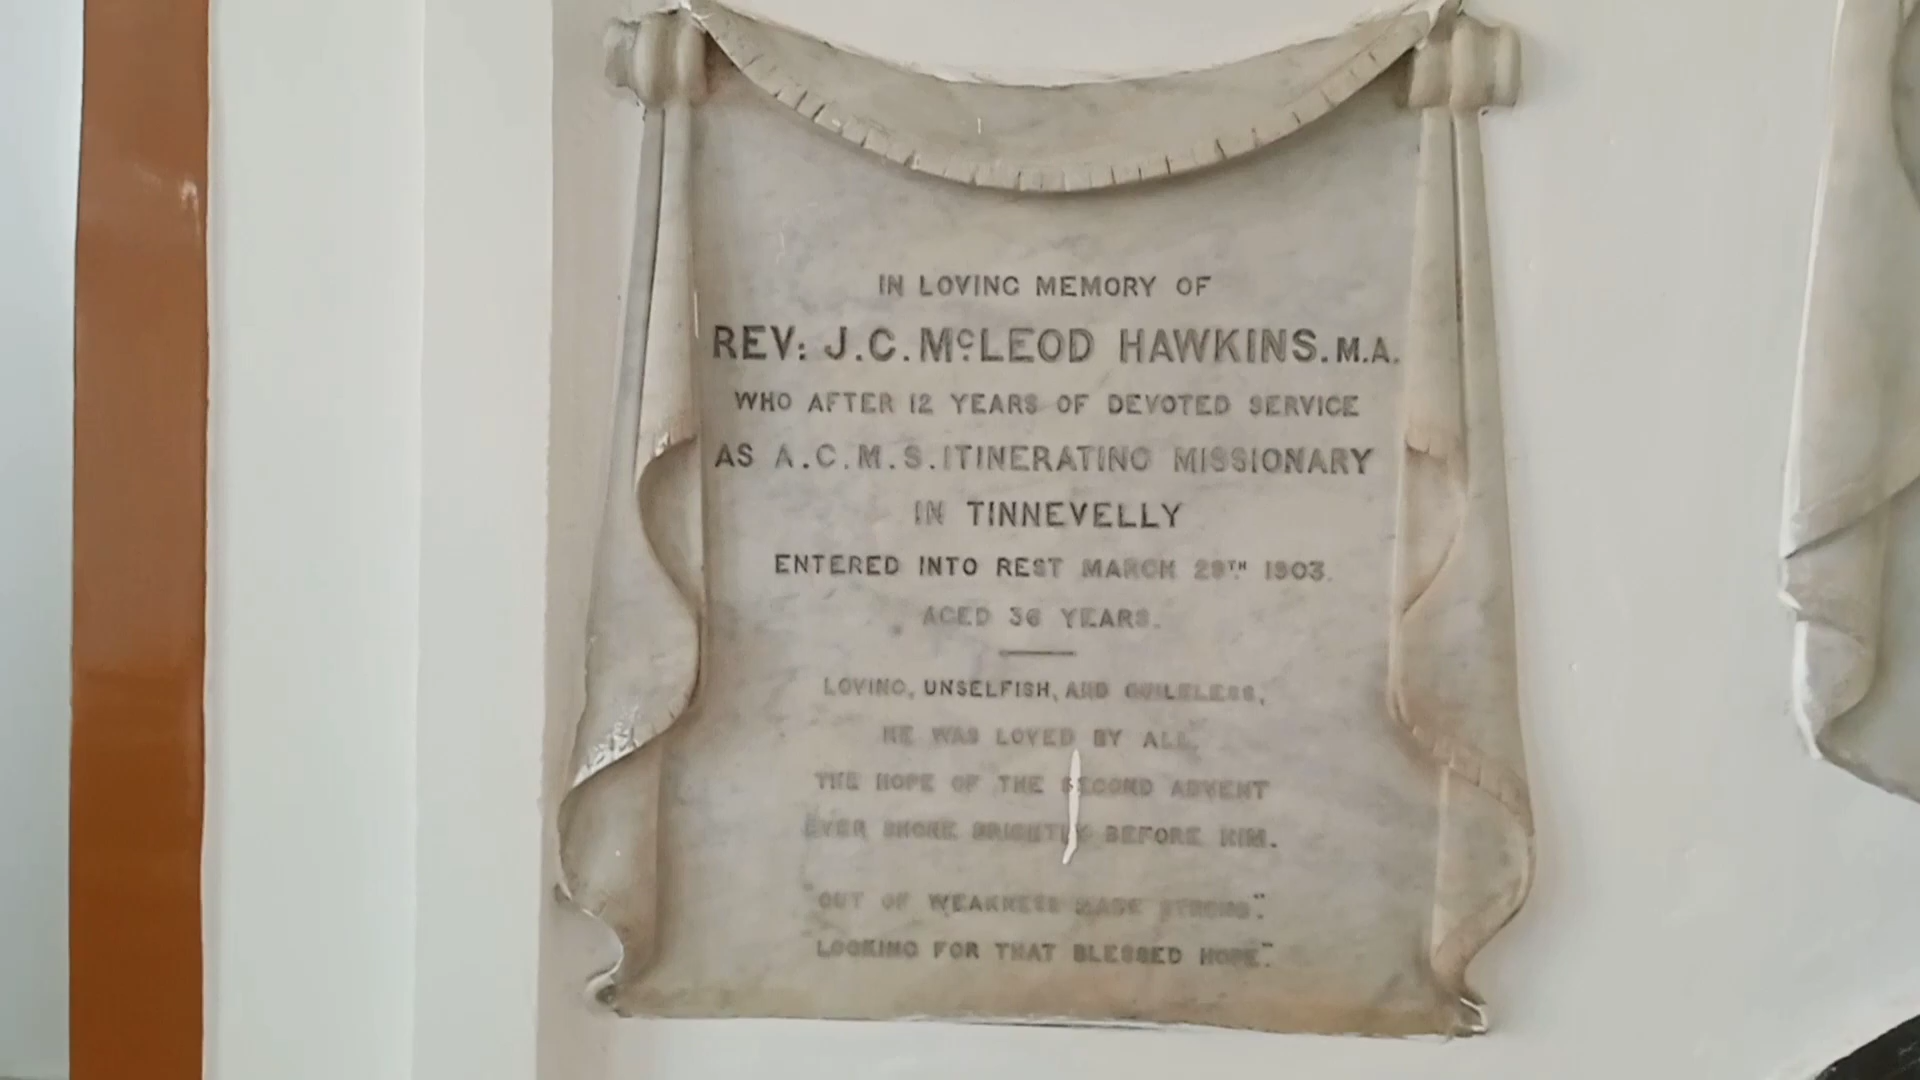 IN LOVING MEMORY OF
REV: J.C. McLEOD HAWKINS. M.A.
WHO AFTER 12 YEARS OF DEVOTED SERVICE
AS A.C.M.S. ITINERATING MISSIONARY
IN TINNEVELLY
ENTERED INTO REST MARCH 29TH 1903.
AGED 36 YEARS.
LOVING, UNSELFISH, AND GUILELESS,
HE WAS LOVED BY ALL,
THE HOPE OF THE SECOND ADVENT
EVER SHONE BRIGHTLY BEFORE HIM.
"OUT OF WEAKNESS MADE STRONG".
"LOOKING FOR THAT BLESSED HOPE".